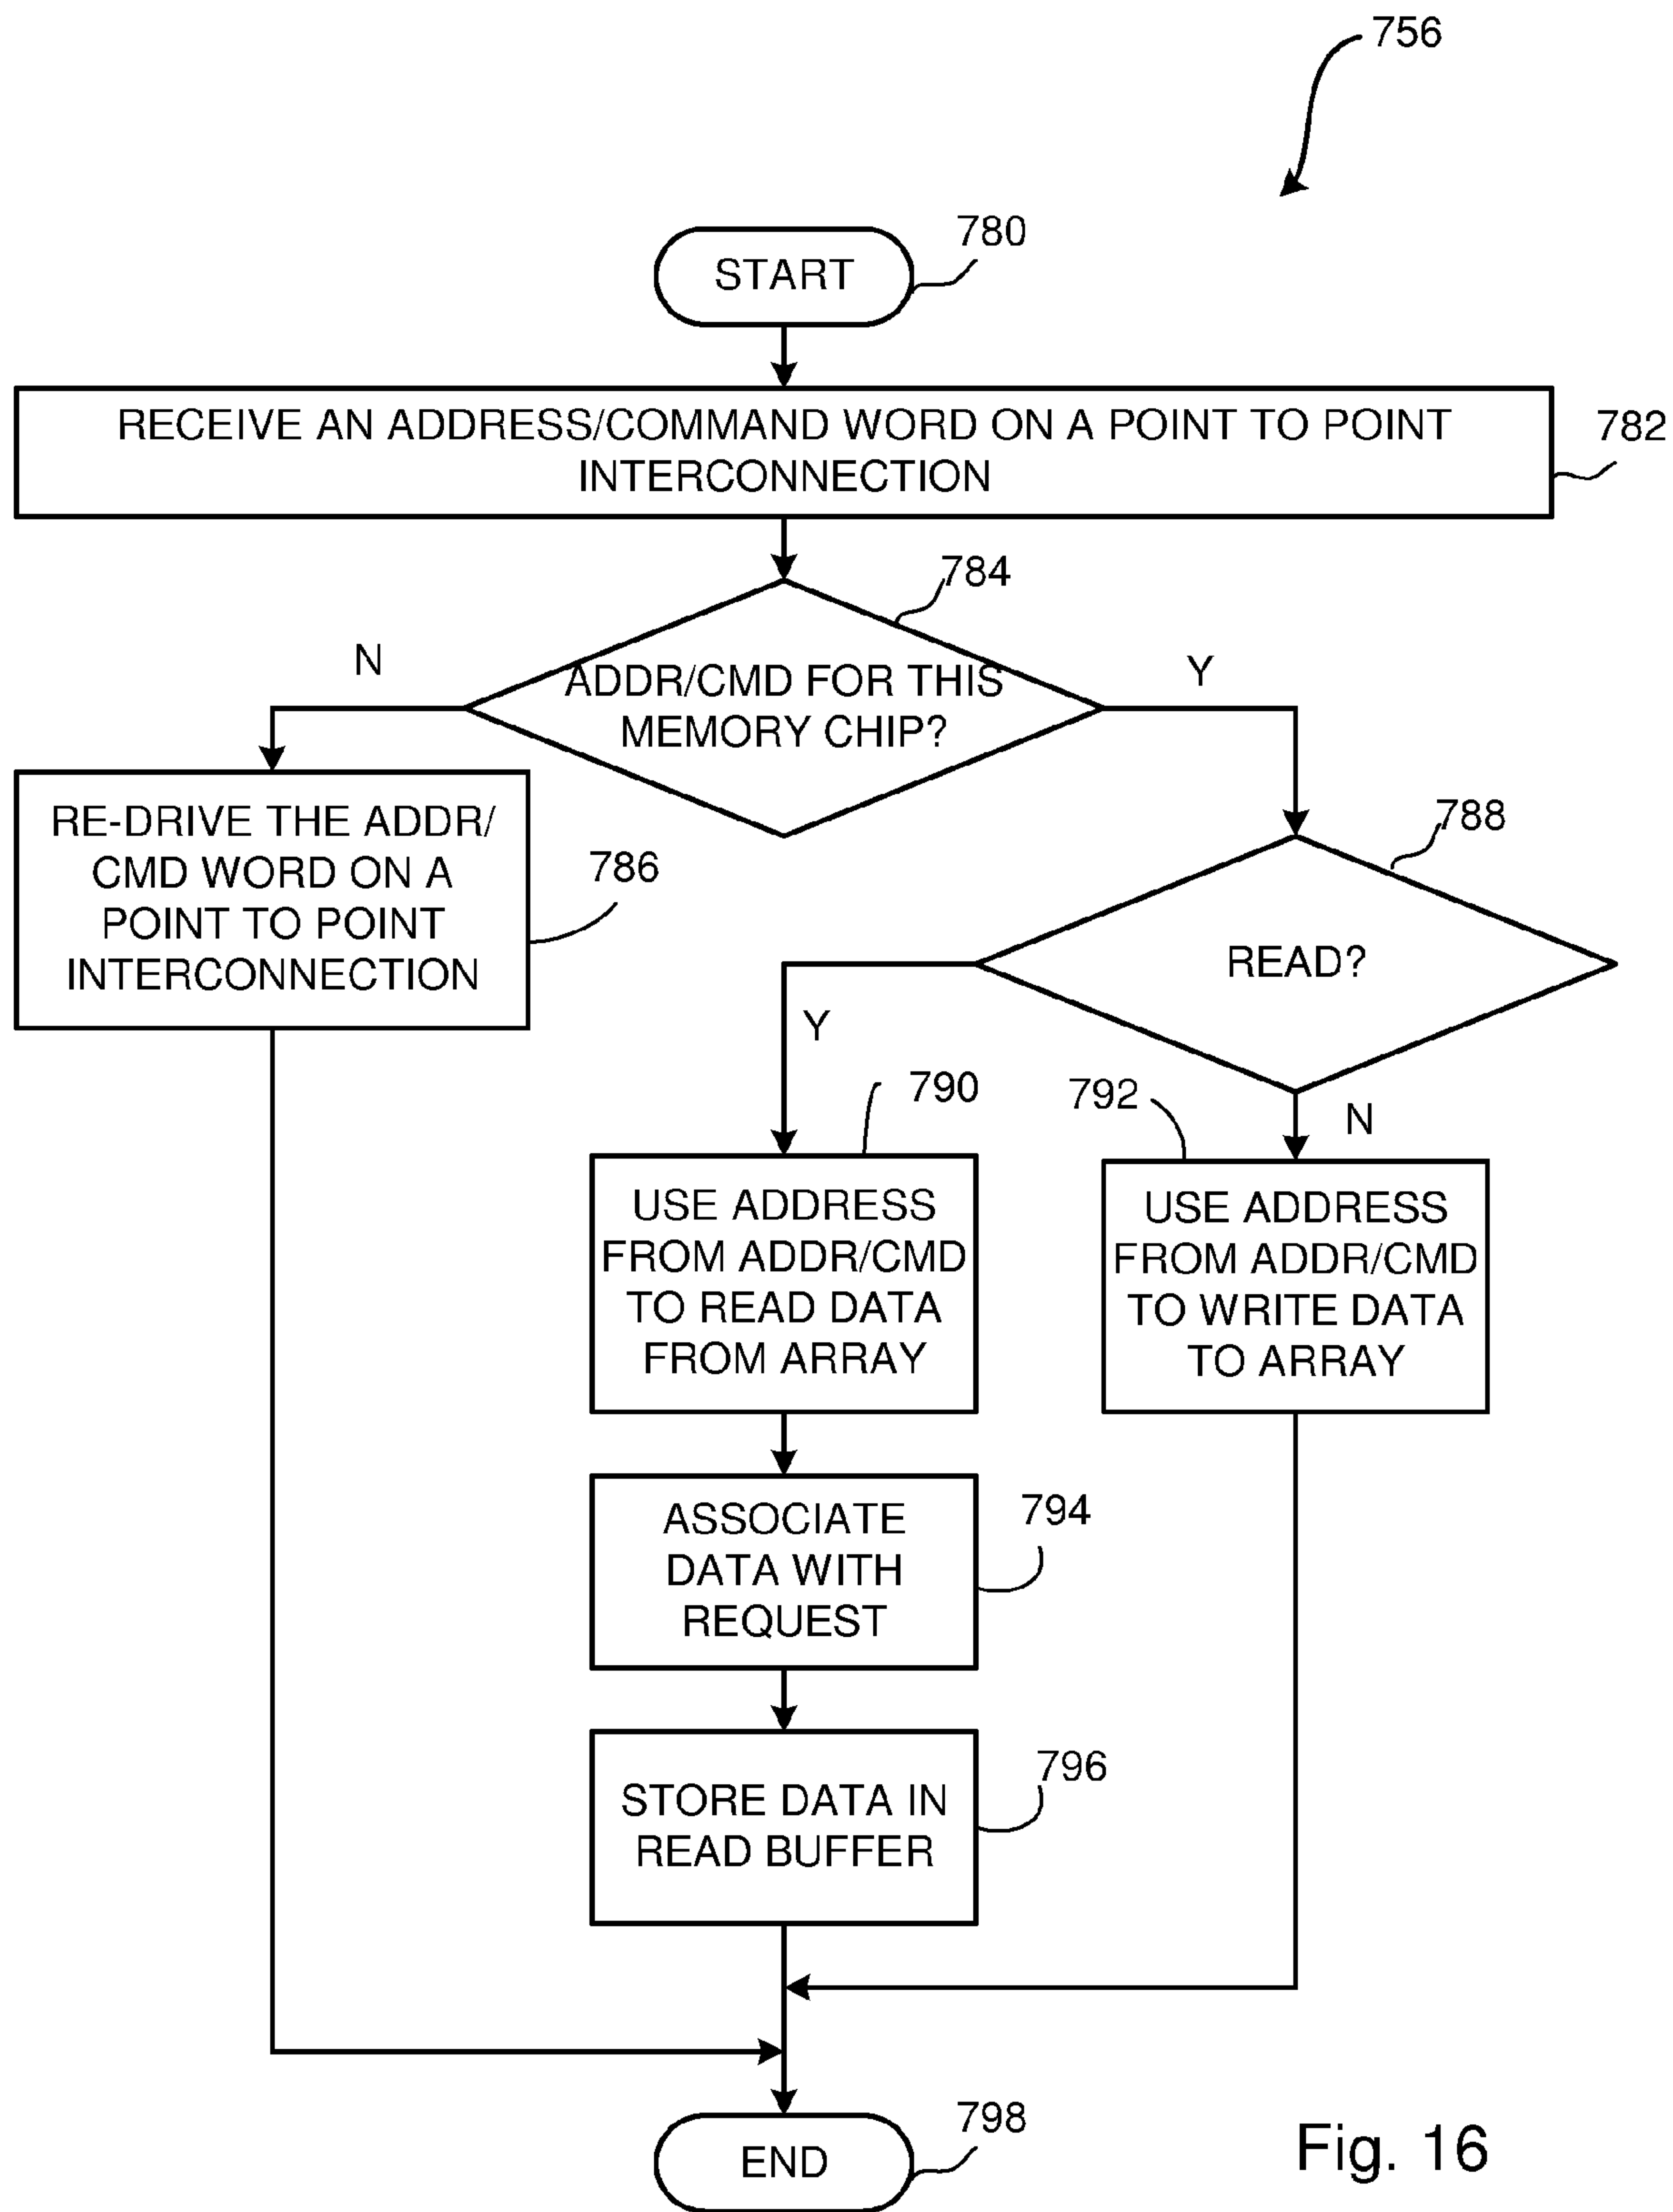 756
780
START
RECEIVE AN ADDRESS/COMMAND WORD ON A POINT TO POINT
INTERCONNECTION
782
784
N
ADDR/CMD FOR THIS
MEMORY CHIP?
Y
RE-DRIVE THE ADDR/
CMD WORD ON A
POINT TO POINT
INTERCONNECTION
786
788
READ?
Y
N
790
792
USE ADDRESS
FROM ADDR/CMD
TO READ DATA
FROM ARRAY
USE ADDRESS
FROM ADDR/CMD
TO WRITE DATA
TO ARRAY
ASSOCIATE
DATA WITH
REQUEST
794
STORE DATA IN
READ BUFFER
796
798
END
Fig. 16